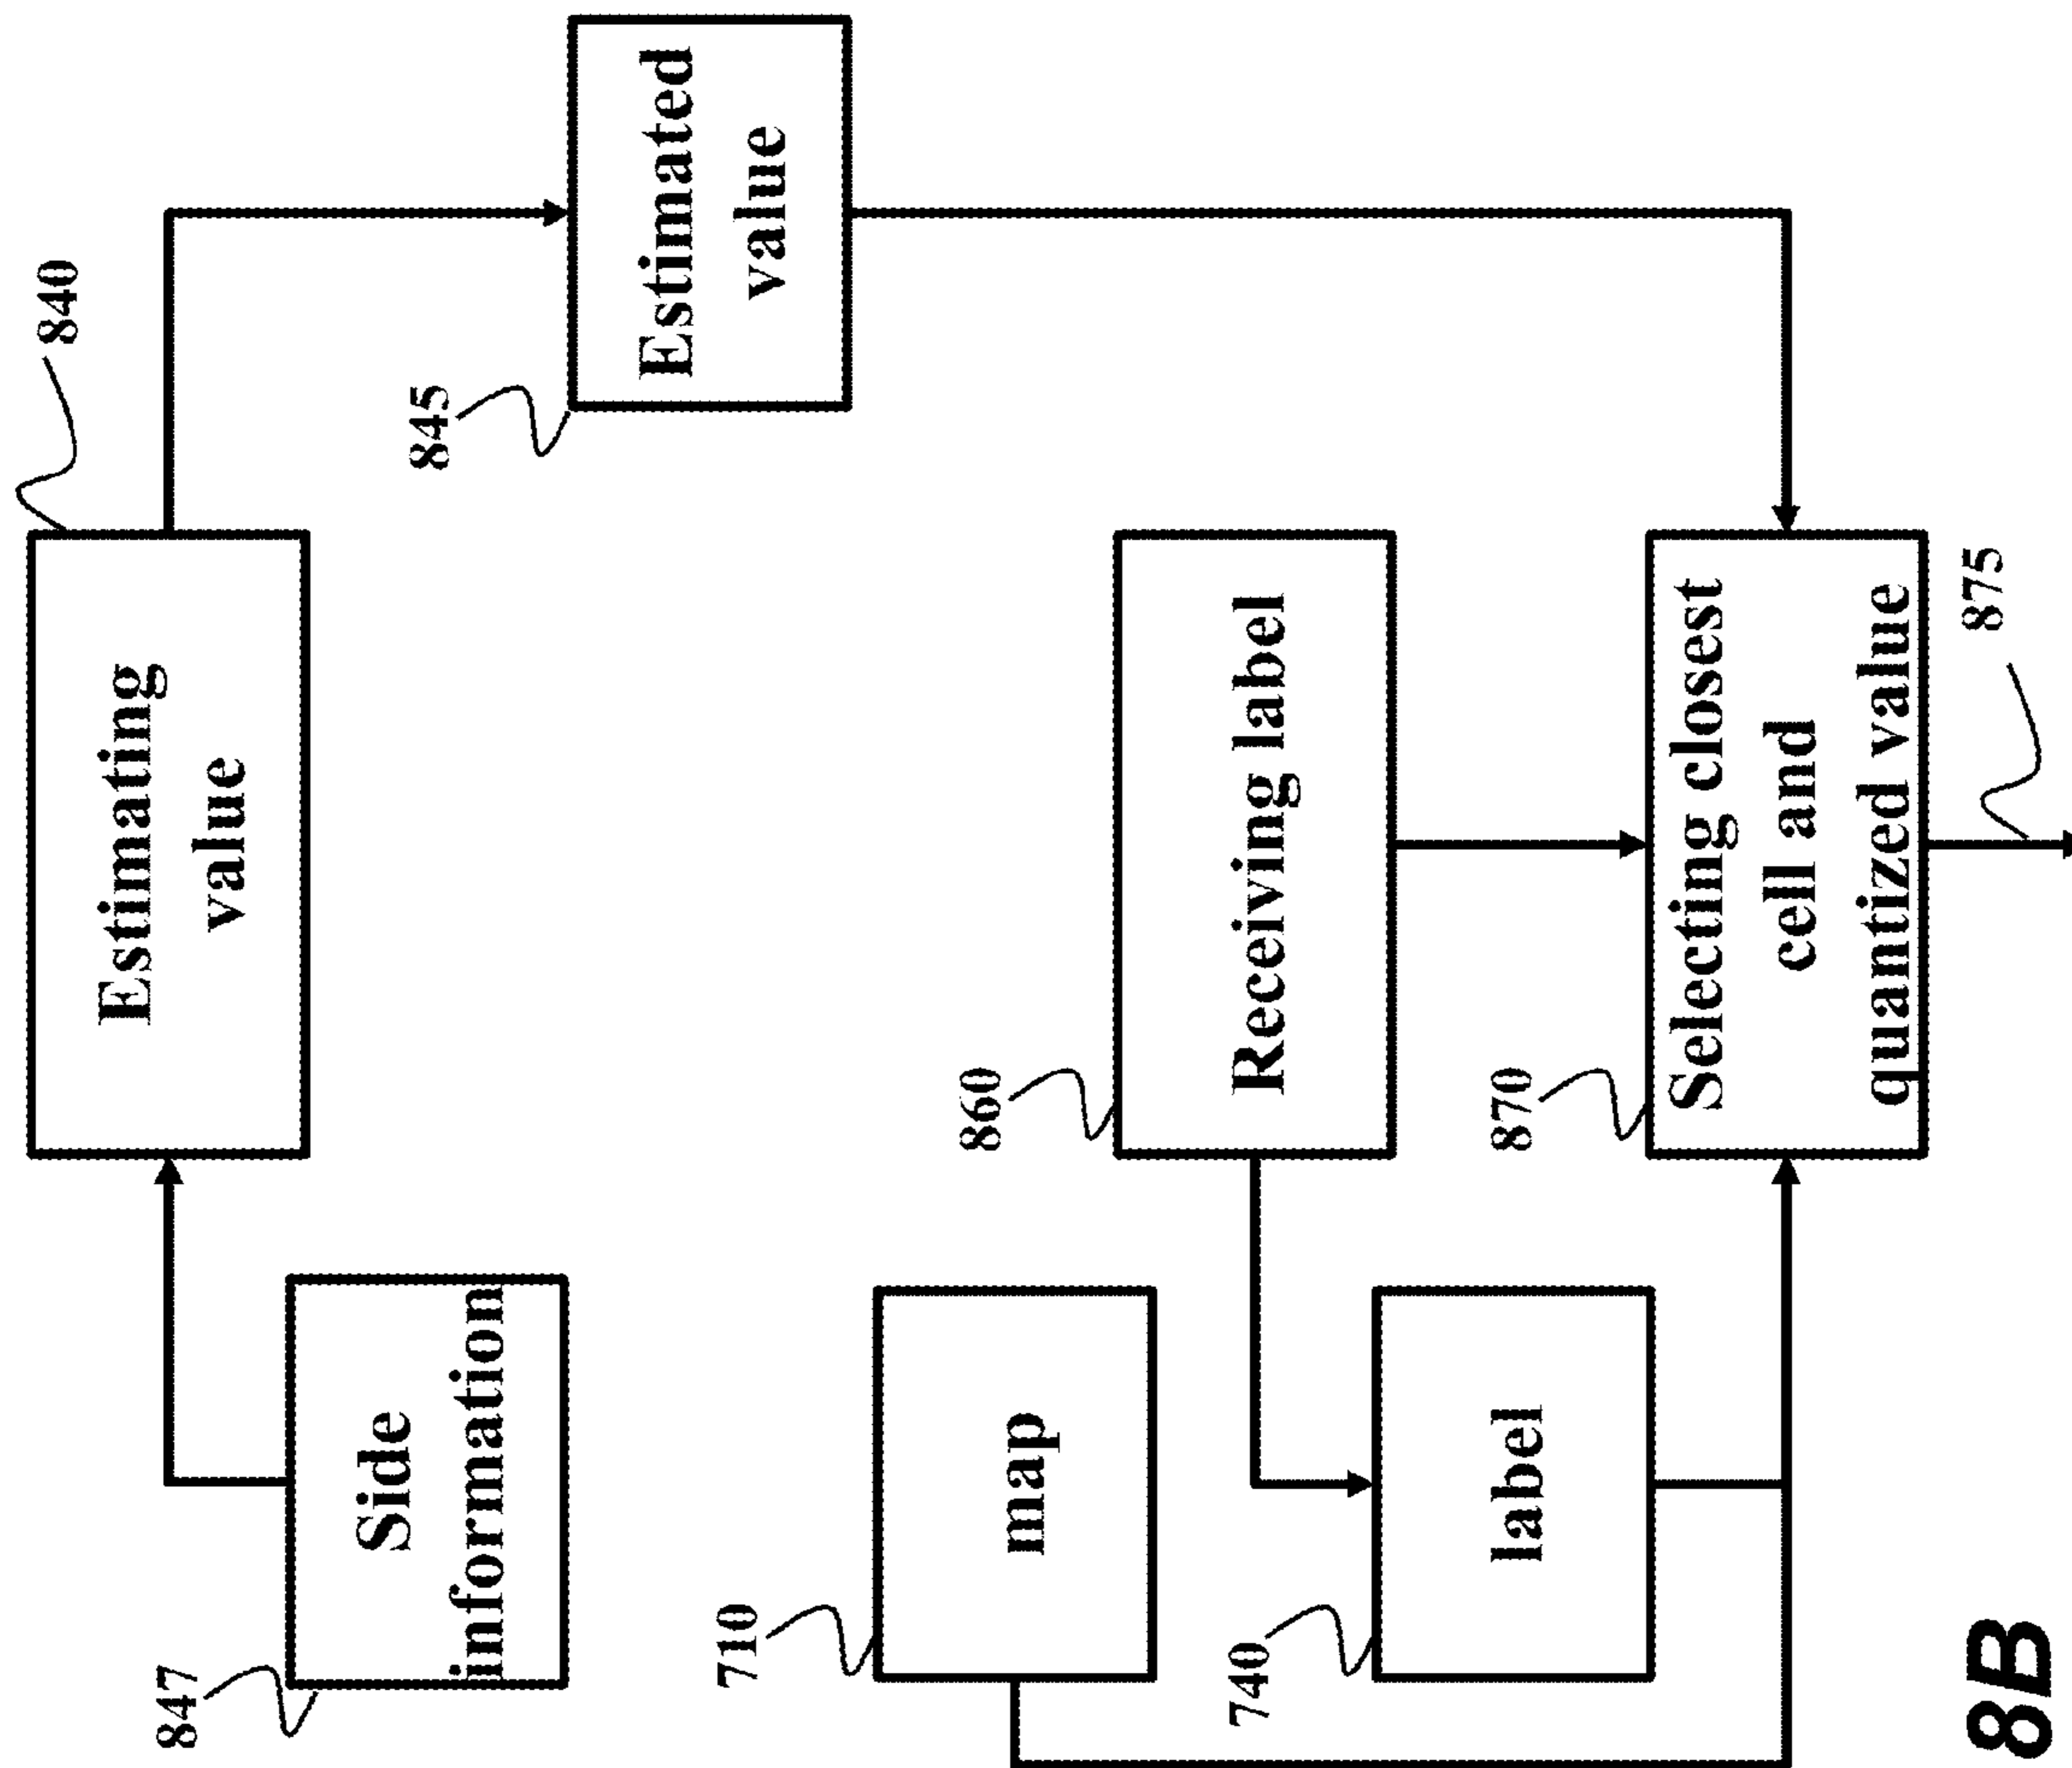 847
Side
information
Estimating
value
840
845
Estimated
value
710
map
860
Receiving label
740
label
870
Selecting closest
cell and
quantized value
875
8B